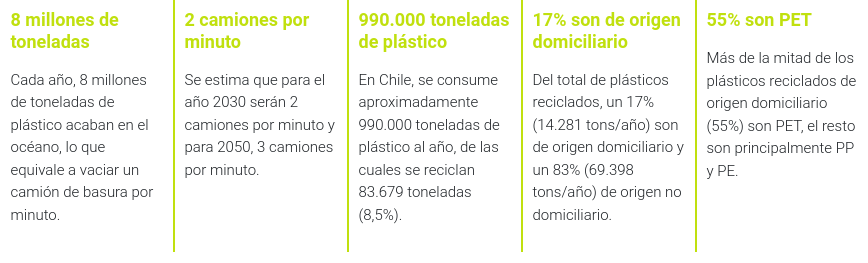 8 millones de
toneladas
Cada año, 8 millones
de toneladas de
plástico acaban en el
océano, lo que
equivale a vaciar un
camión de basura por
minuto.
2 camiones por
minuto
Se estima que para el
año 2030 serán 2
camiones por minuto y
para 2050, 3 camiones
por minuto.
990.000 toneladas
de plástico
En Chile, se consume
aproximadamente
990.000 toneladas de
plástico al año, de las
cuales se reciclan
83.679 toneladas
(8,5%).
17% son de origen
domiciliario
Del total de plásticos
reciclados, un 17%
(14.281 tons/año) son
de origen domiciliario y
un 83% (69.398
tons/año) de origen no
domiciliario.
55% son PET
Más de la mitad de los
plásticos reciclados de
origen domiciliario
(55%) son PET, el resto
son principalmente PP
y PE.